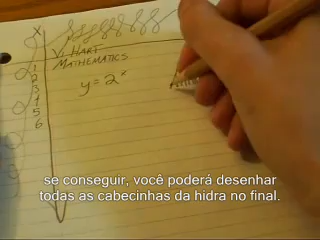 X
Vi Hart
Mathematics
y = 2^x
1
2
3
4
5
6
se conseguir, você poderá desenhar
todas as cabecinhas da hidra no final.